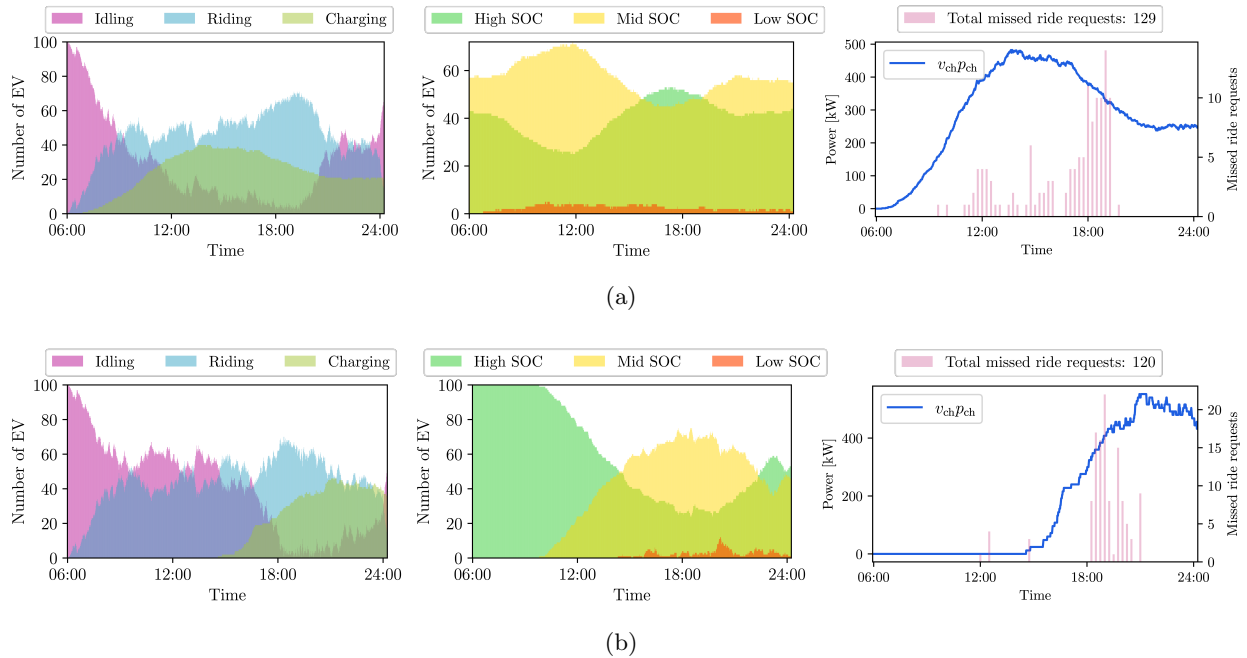 Idling Riding Charging
High SOC Mid SOC Low SOC
Total missed ride requests: 129
100
80
60
40
20
0
Number of EV
06:00 12:00 18:00 24:00
Time
60
40
20
0
Number of EV
06:00 12:00 18:00 24:00
Time
500
400
300
200
100
0
Power [kW]
v_ch p_ch
10
5
0
Missed ride requests
06:00 12:00 18:00 24:00
Time
(a)
Idling Riding Charging
High SOC Mid SOC Low SOC
Total missed ride requests: 120
100
80
60
40
20
0
Number of EV
06:00 12:00 18:00 24:00
Time
100
80
60
40
20
0
Number of EV
06:00 12:00 18:00 24:00
Time
400
200
0
Power [kW]
v_ch p_ch
20
15
10
5
0
Missed ride requests
06:00 12:00 18:00 24:00
Time
(b)